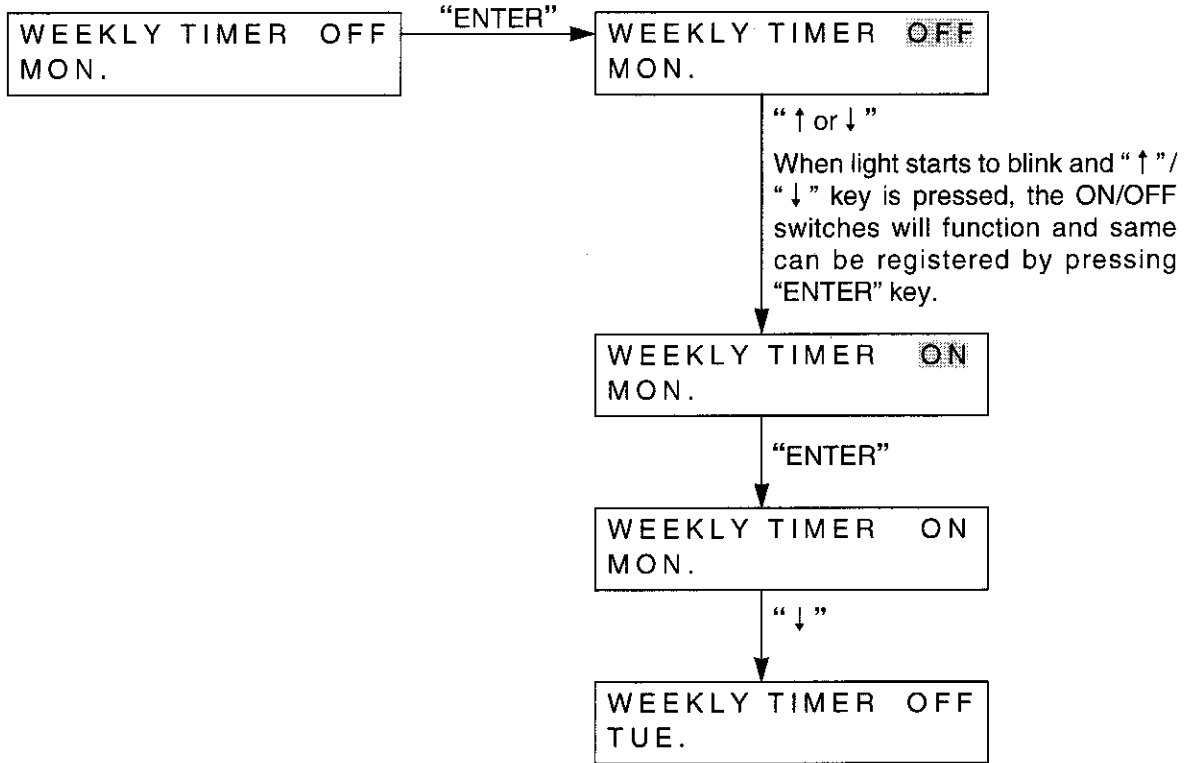 WEEKLY TIMER OFF
MON.
“ENTER”
WEEKLY TIMER OFF
MON.
“ ↑ or ↓ ”
When light starts to blink and “ ↑ ” /
“ ↓ ” key is pressed, the ON/OFF
switches will function and same
can be registered by pressing
“ENTER” key.
WEEKLY TIMER ON
MON.
“ENTER”
WEEKLY TIMER ON
MON.
“ ↓ ”
WEEKLY TIMER OFF
TUE.